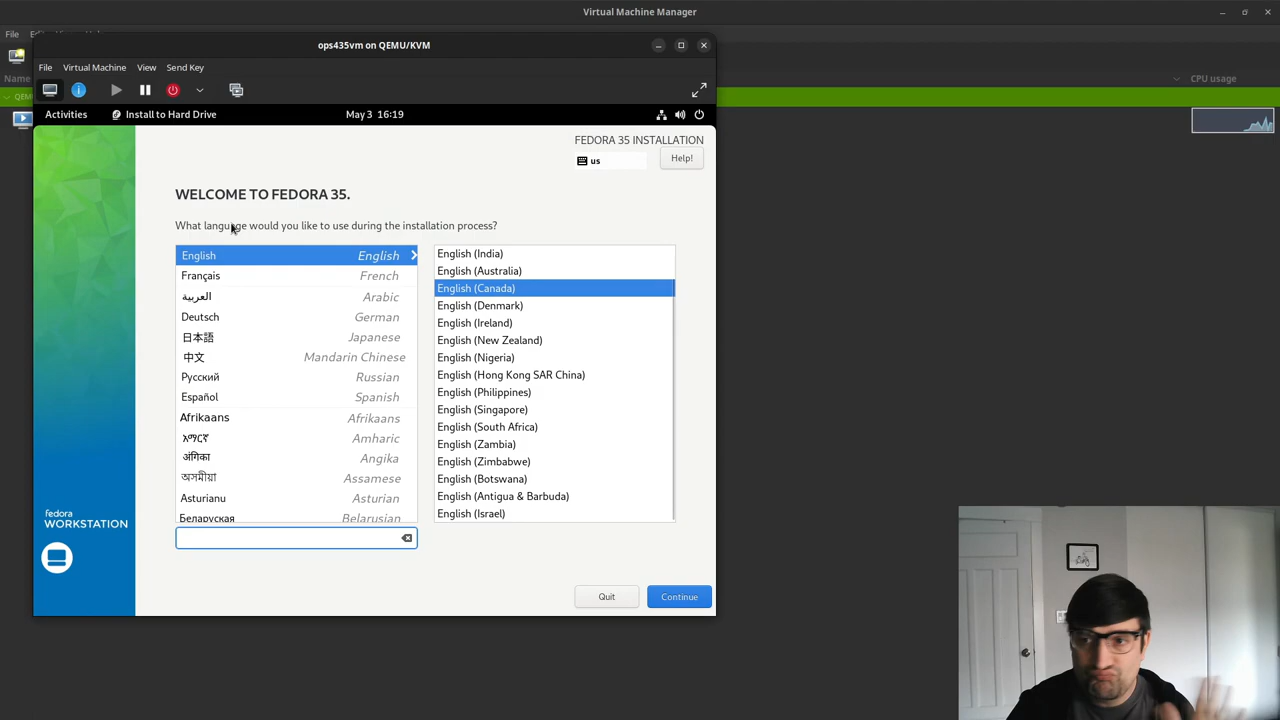 Virtual Machine Manager
File
ops435vm on QEMU/KVM
File Virtual Machine View Send Key
Name
CPU usage
Activities Install to Hard Drive May 3 16:19
FEDORA 35 INSTALLATION
us
Help!
WELCOME TO FEDORA 35.
What language would you like to use during the installation process?
English English
Français French
العربية Arabic
Deutsch German
日本語 Japanese
中文 Mandarin Chinese
Русский Russian
Español Spanish
Afrikaans Afrikaans
አማርኛ Amharic
अंगिका Angika
অসমীয়া Assamese
Asturianu Asturian
Беларуская Belarusian
English (India)
English (Australia)
English (Canada)
English (Denmark)
English (Ireland)
English (New Zealand)
English (Nigeria)
English (Hong Kong SAR China)
English (Philippines)
English (Singapore)
English (South Africa)
English (Zambia)
English (Zimbabwe)
English (Botswana)
English (Antigua & Barbuda)
English (Israel)
fedora
WORKSTATION
Quit
Continue